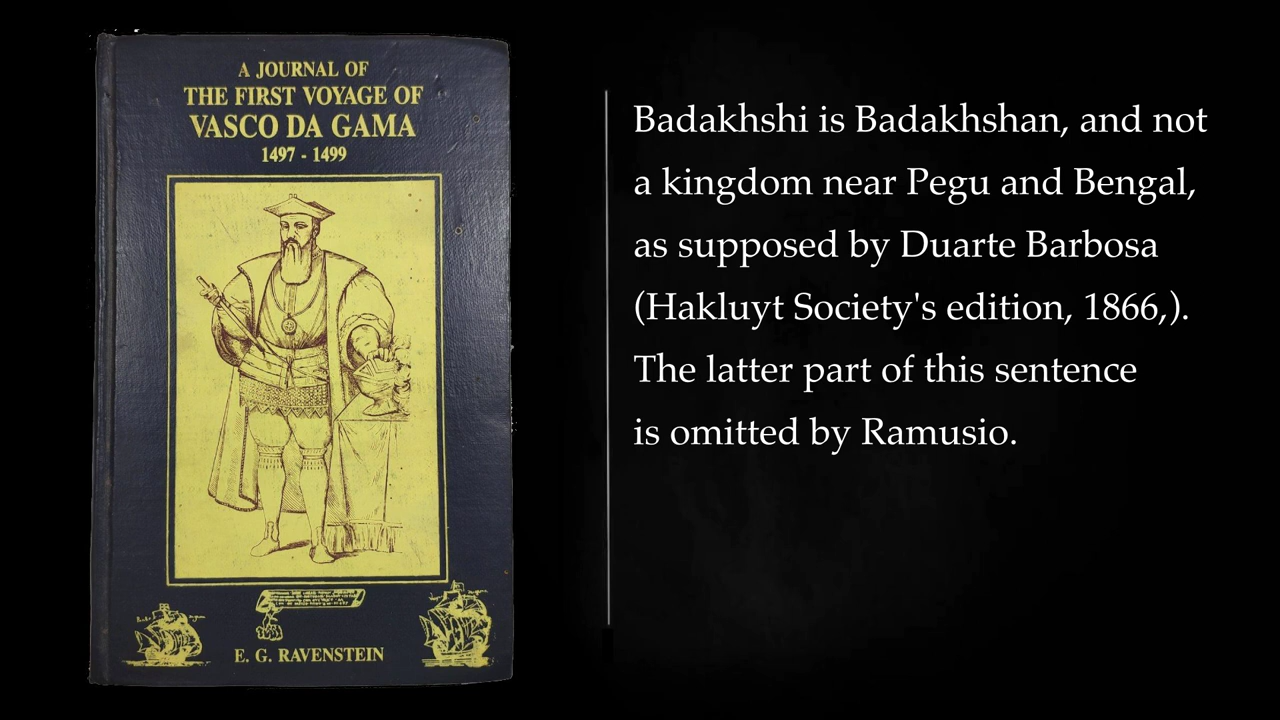 A JOURNAL OF
THE FIRST VOYAGE OF
VASCO DA GAMA
1497 - 1499
E. G. RAVENSTEIN
Badakhshi is Badakhshan, and not
a kingdom near Pegu and Bengal,
as supposed by Duarte Barbosa
(Hakluyt Society's edition, 1866,).
The latter part of this sentence
is omitted by Ramusio.